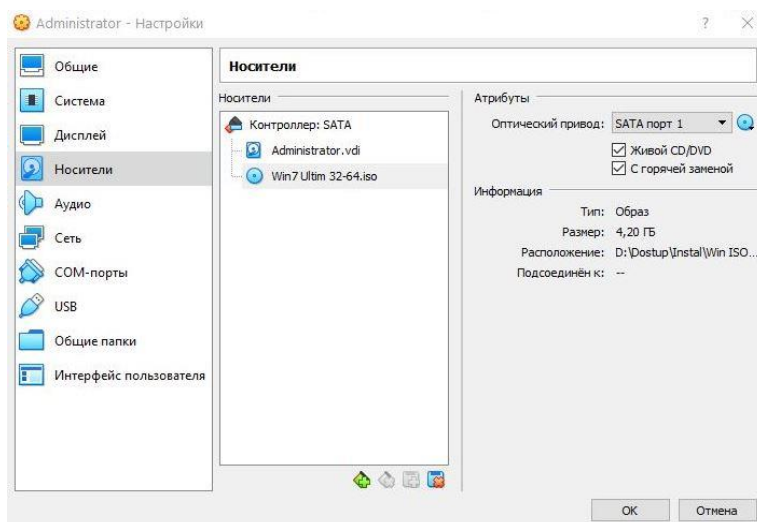 Administrator - Настройки
?
Общие
Система
Дисплей
Носители
Аудио
Сеть
COM-порты
USB
Общие папки
Интерфейс пользователя
Носители
Носители
Контроллер: SATA
Administrator.vdi
Win7 Ultim 32-64.iso
Атрибуты
Оптический привод: SATA порт 1
Живой CD/DVD
С горячей заменой
Информация
Тип: Образ
Размер: 4,20 ГБ
Расположение: D:\Dostup\Instal\Win ISO...
Подсоединён к: --
OK
Отмена